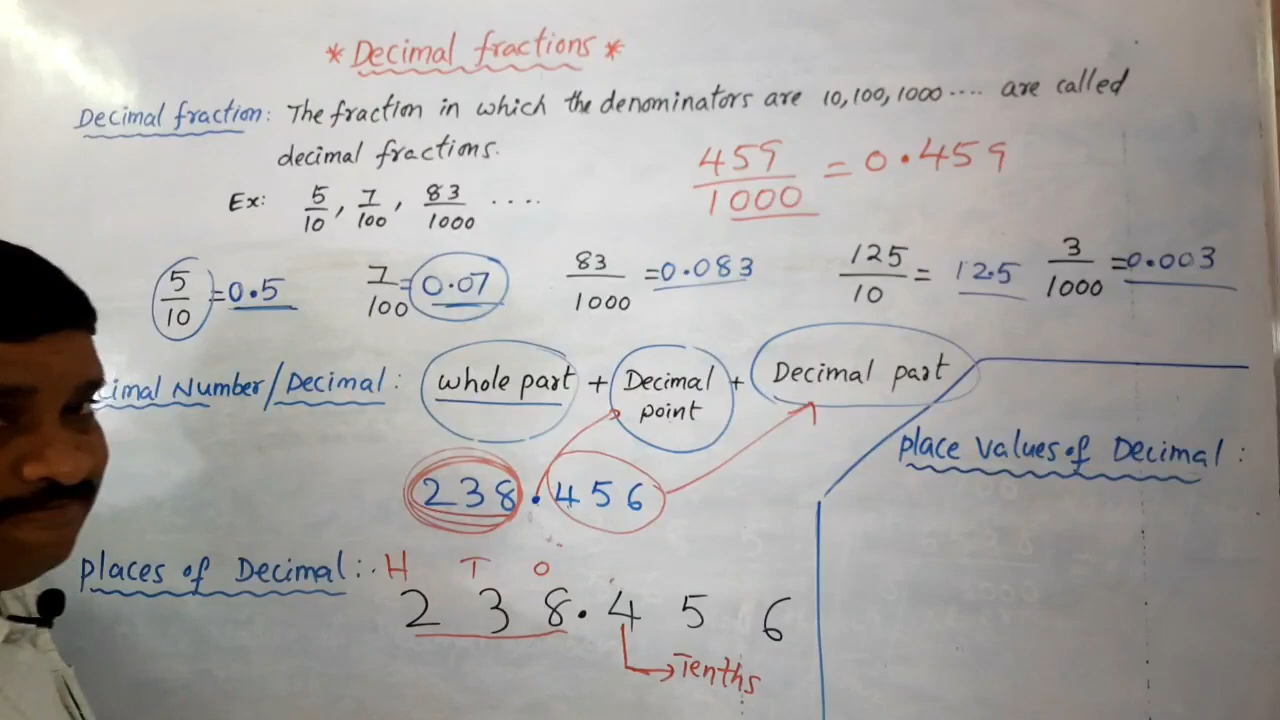 * Decimal fractions *
Decimal fraction: The fraction in which the denominators are 10, 100, 1000 .... are called
decimal fractions.
459/1000 = 0.459
Ex: 5/10, 7/100, 83/1000 ....
5/10 = 0.5 7/100 = 0.07 83/1000 = 0.083 125/10 = 12.5 3/1000 = 0.003
cimal Number/Decimal: whole part + Decimal point + Decimal part
238.456
place values of Decimal:
places of Decimal: H T O
2 3 8 . 4 5 6
Tenths